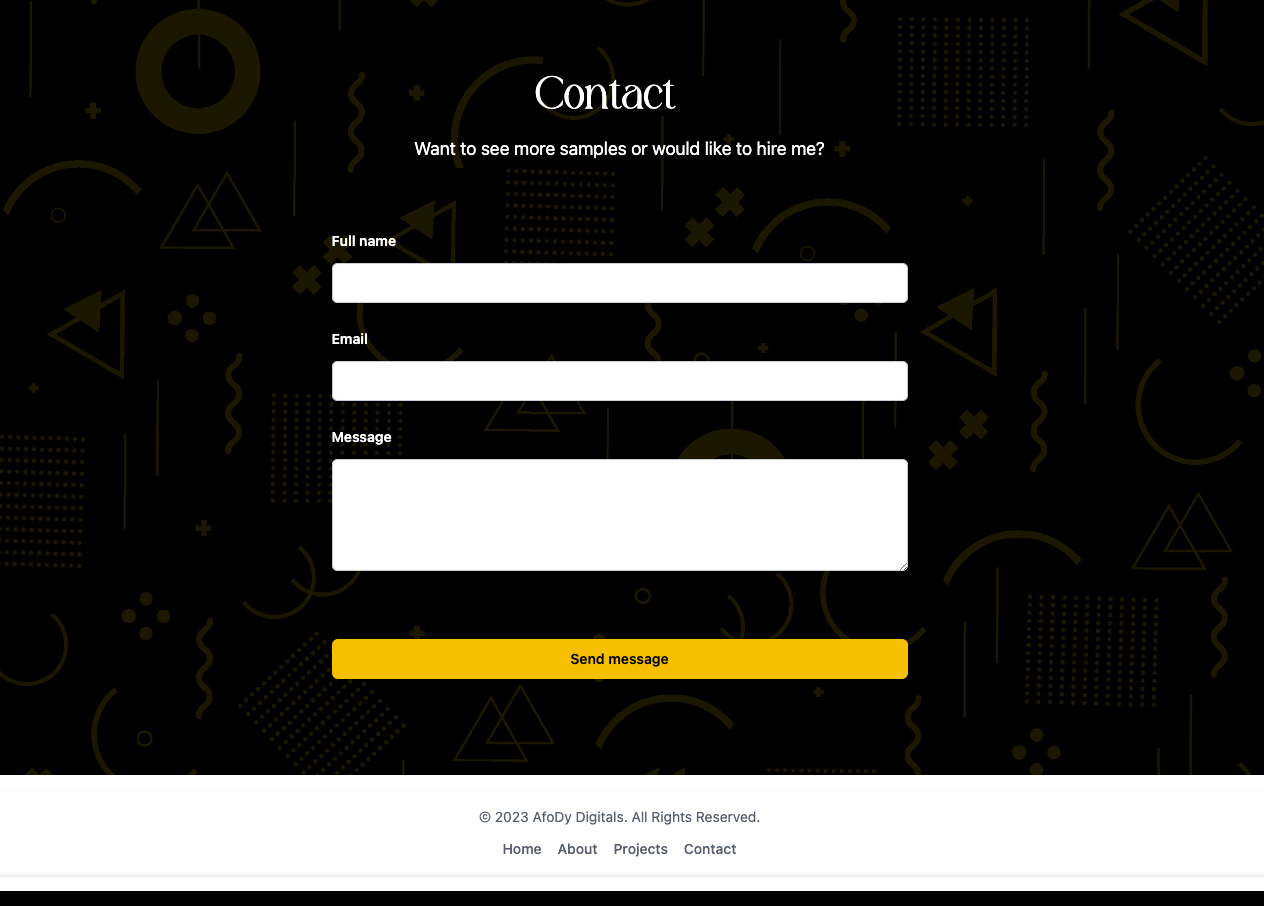 Contact
Want to see more samples or would like to hire me?
Full name
Email
Message
Send message
© 2023 AfoDy Digitals. All Rights Reserved.
Home About Projects Contact